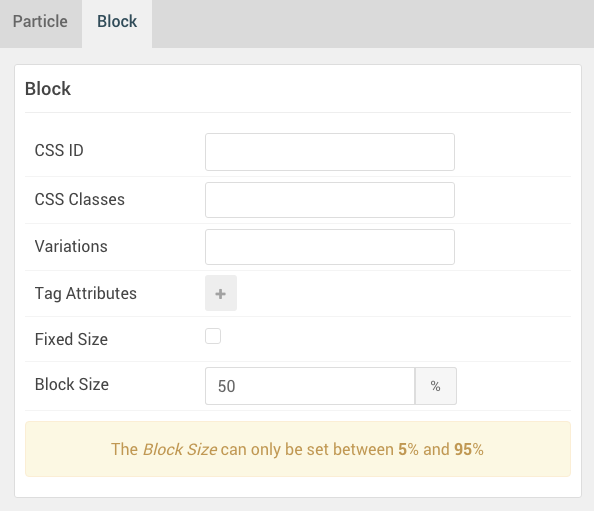 Particle Block
Block
CSS ID
CSS Classes
Variations
Tag Attributes +
Fixed Size
Block Size 50 %
The Block Size can only be set between 5% and 95%